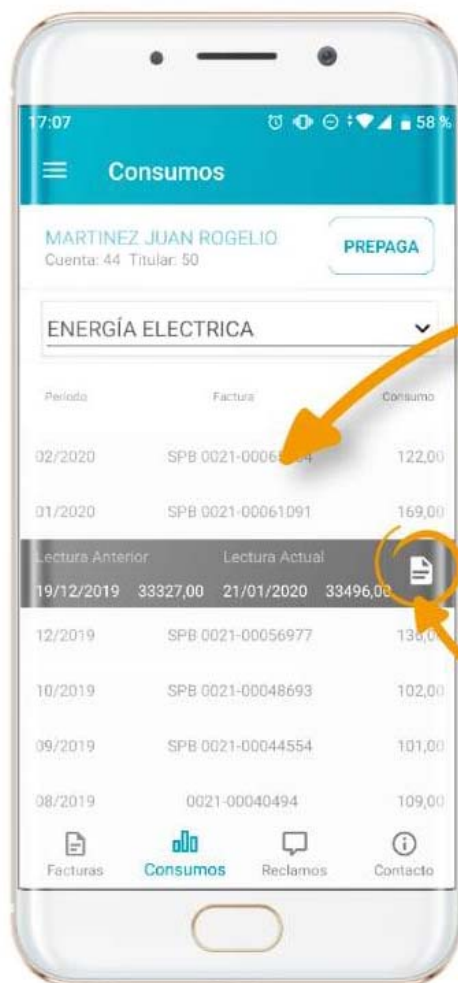 17:07 58 %
Consumos
MARTINEZ JUAN ROGELIO
Cuenta: 44 Titular: 50
PREPAGA
ENERGÍA ELECTRICA
Periodo Factura Consumo
02/2020 SPB 122,00
01/2020 SPB 0021-00061091 169,00
Lectura Anterior Lectura Actual
19/12/2019 33327,00 21/01/2020 33496,00
12/2019 SPB 0021-00056977 136,00
10/2019 SPB 0021-00048693 102,00
09/2019 SPB 0021-00044554 101,00
08/2019 0021-00040494 109,00
Facturas Consumos Reclamos Contacto